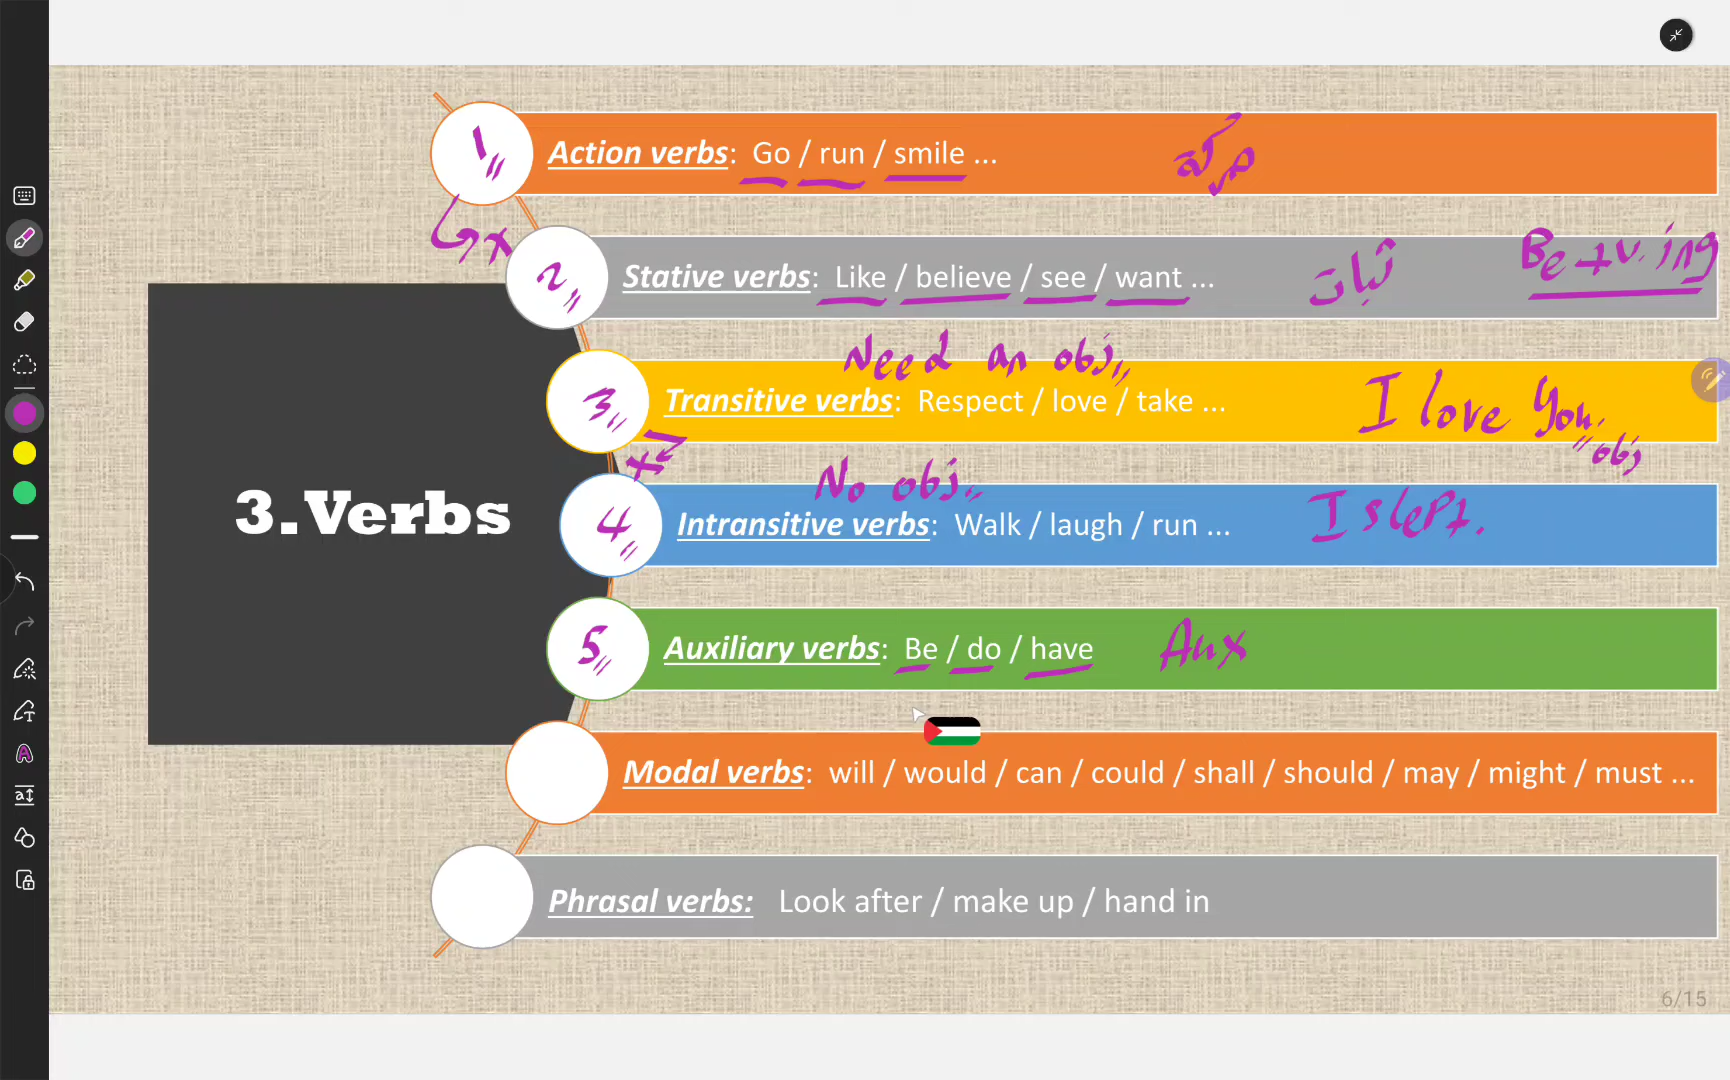 1
Action verbs: Go / run / smile ...
2
Stative verbs: Like / believe / see / want ... ثبات Be + v.ing
Need an obj
3
Transitive verbs: Respect / love / take ... I love you.
obj
No obj
4
Intransitive verbs: Walk / laugh / run ... I slept.
3.Verbs
5
Auxiliary verbs: Be / do / have Aux
Modal verbs: will / would / can / could / shall / should / may / might / must ...
Phrasal verbs: Look after / make up / hand in
6/15